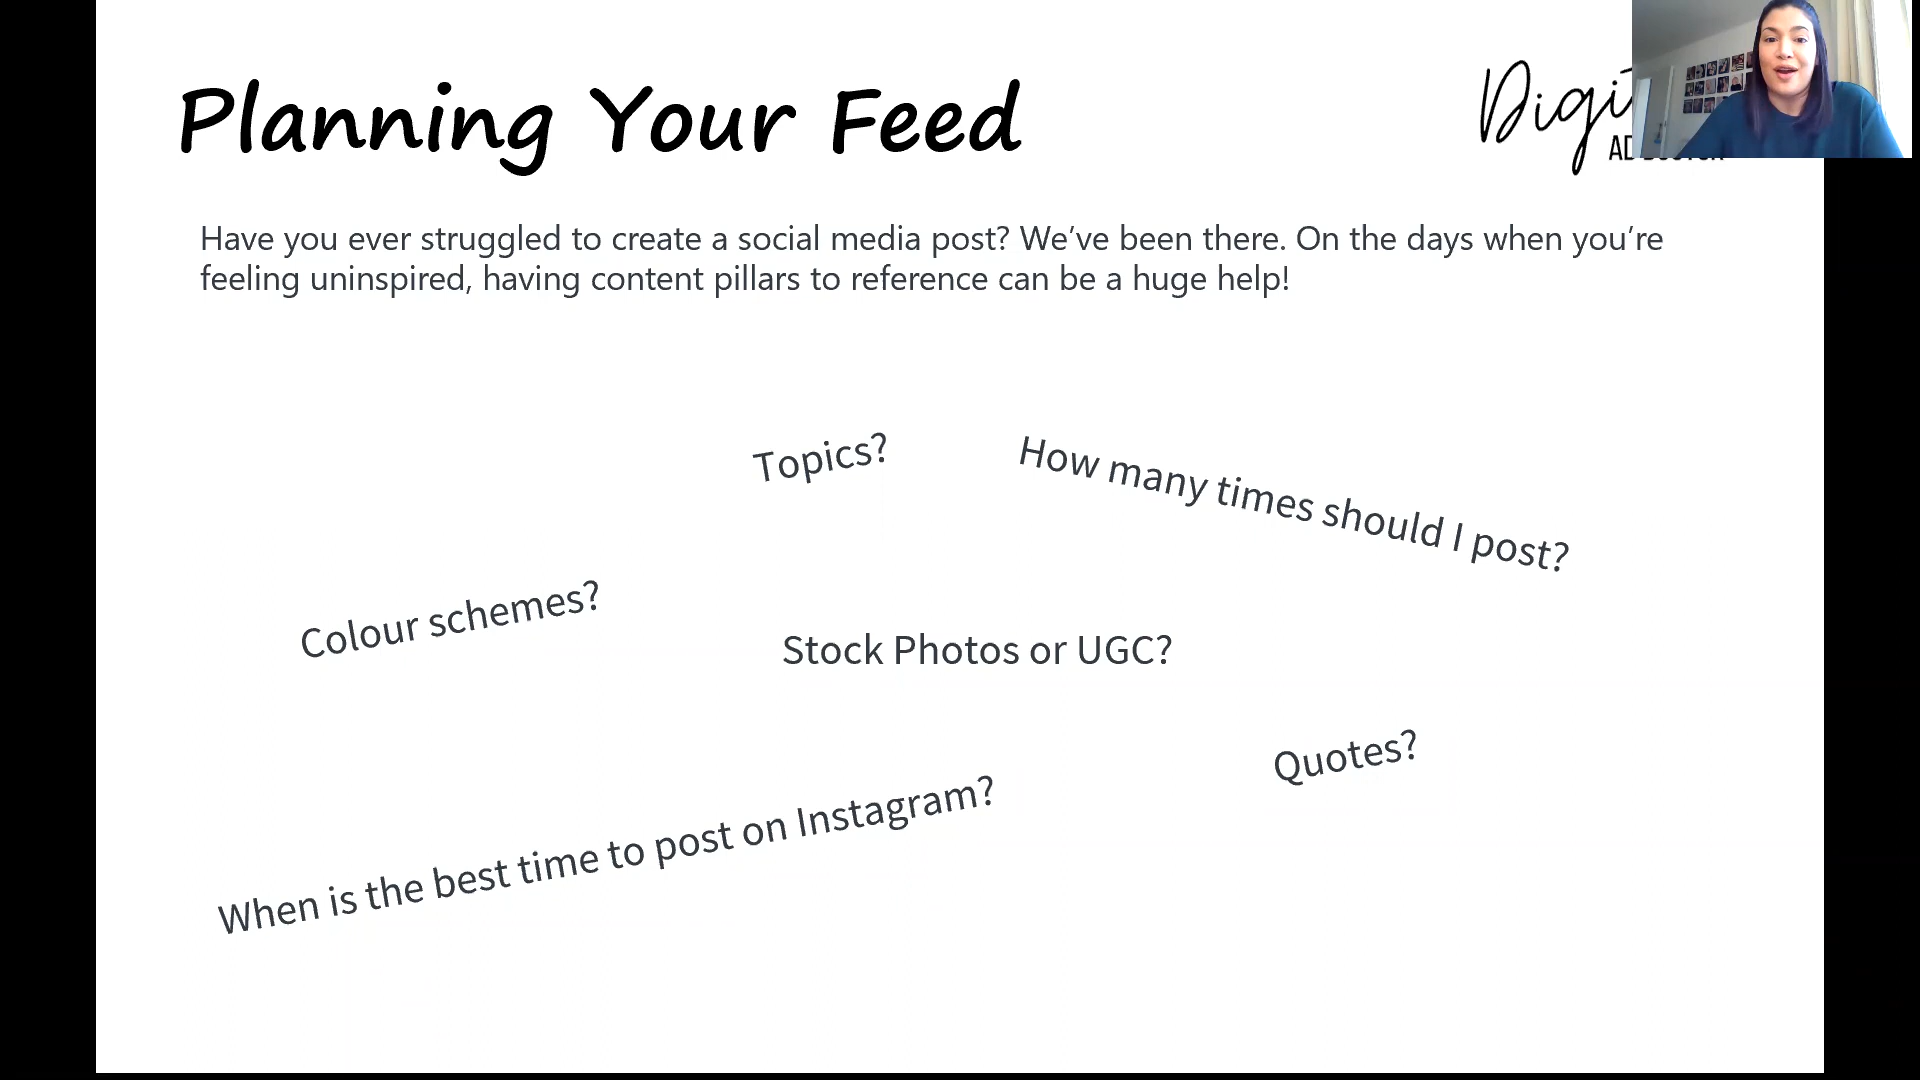 Planning Your Feed
Have you ever struggled to create a social media post? We’ve been there. On the days when you’re
feeling uninspired, having content pillars to reference can be a huge help!
Topics?
How many times should I post?
Colour schemes?
Stock Photos or UGC?
Quotes?
When is the best time to post on Instagram?